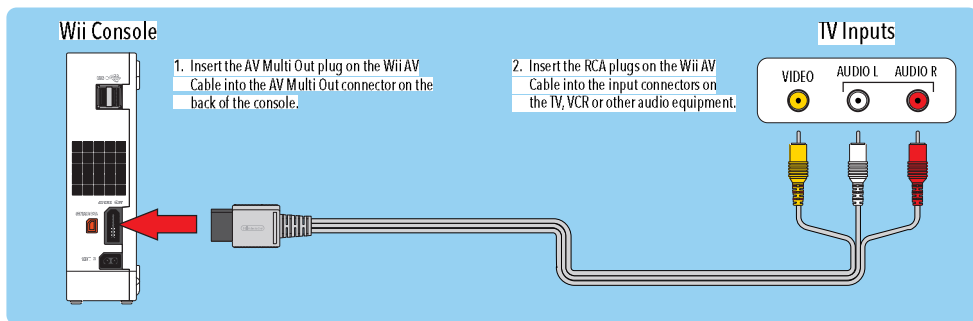 Wii Console
TV Inputs
1. Insert the AV Multi Out plug on the Wii AV
Cable into the AV Multi Out connector on the
back of the console.
2. Insert the RCA plugs on the Wii AV
Cable into the input connectors on
the TV, VCR or other audio equipment.
VIDEO
AUDIO L
AUDIO R